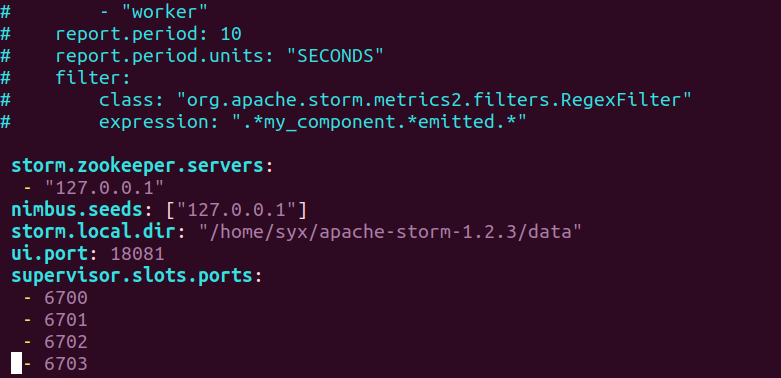 #        - "worker"
#    report.period: 10
#    report.period.units: "SECONDS"
#    filter:
#        class: "org.apache.storm.metrics2.filters.RegexFilter"
#        expression: ".*my_component.*emitted.*"
 storm.zookeeper.servers:
  - "127.0.0.1"
 nimbus.seeds: ["127.0.0.1"]
 storm.local.dir: "/home/syx/apache-storm-1.2.3/data"
 ui.port: 18081
 supervisor.slots.ports:
  - 6700
  - 6701
  - 6702
  - 6703